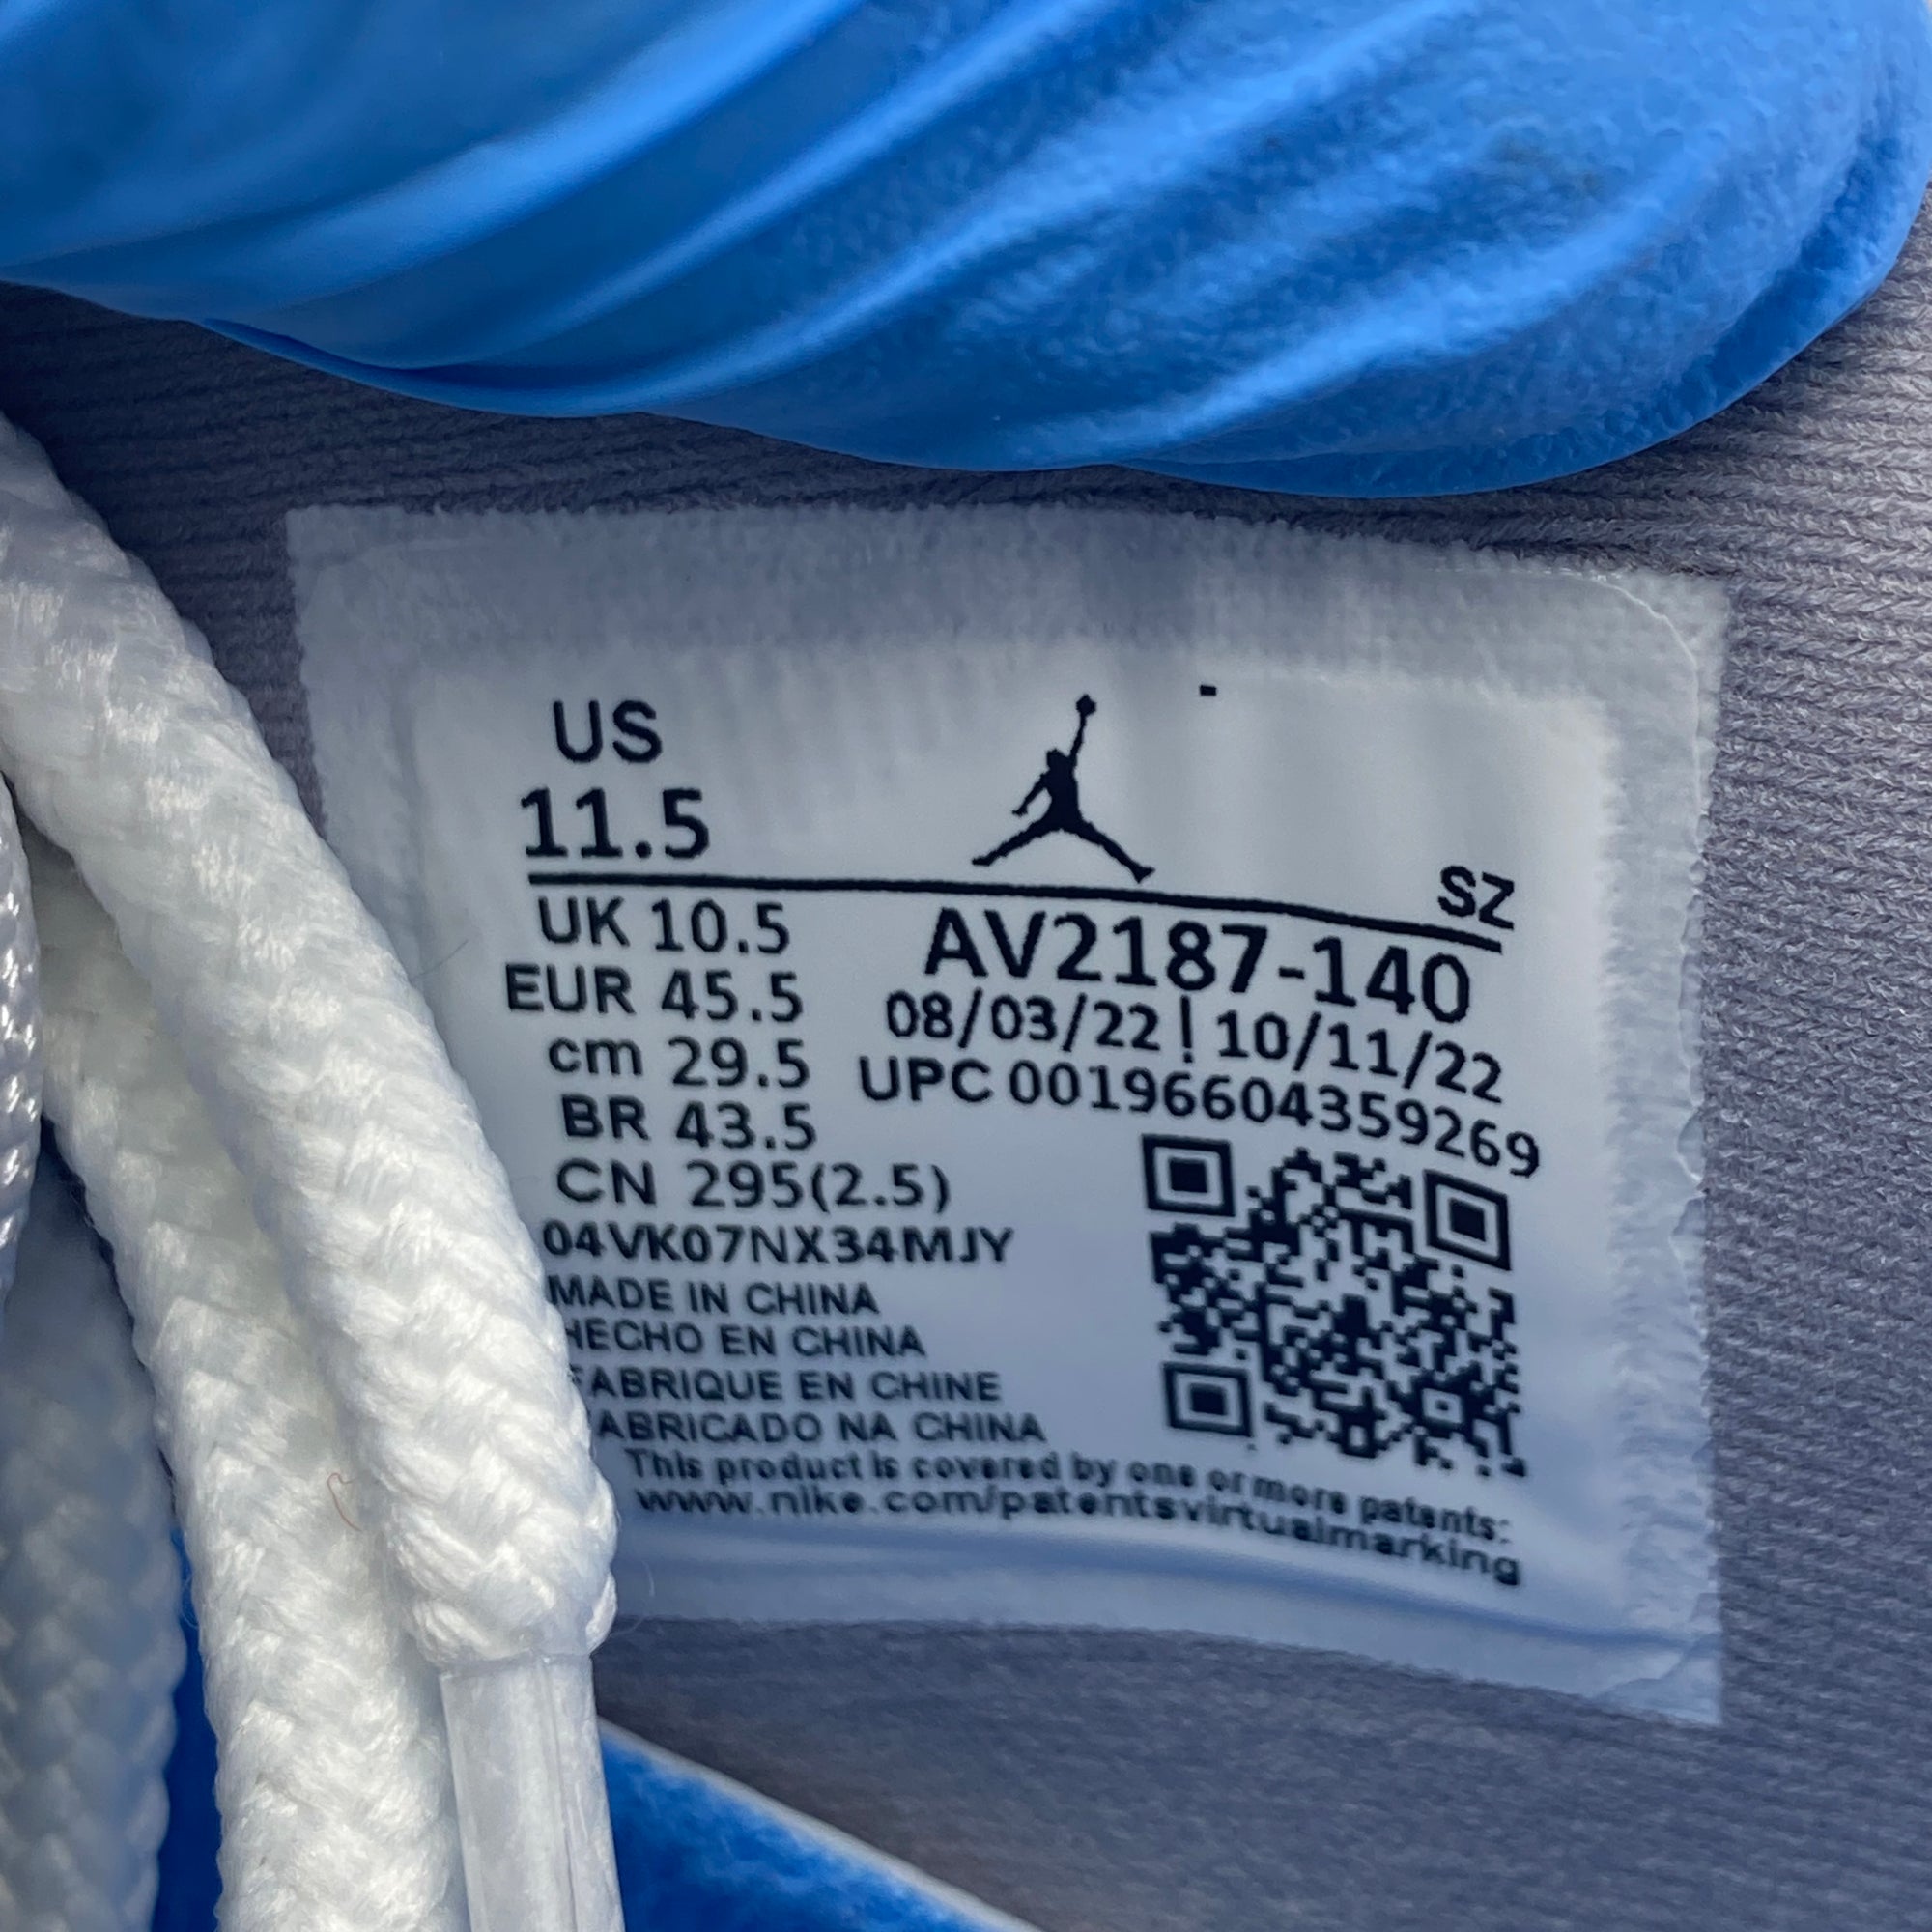 US
11.5
SZ
UK 10.5
EUR 45.5
cm 29.5
BR 43.5
CN 295(2.5)
AV2187-140
08/03/22 | 10/11/22
UPC 00196604359269
04VK07NX34MJY
MADE IN CHINA
HECHO EN CHINA
FABRIQUE EN CHINE
FABRICADO NA CHINA
This product is covered by one or more patents:
www.nike.com/patentsvirtualmarking